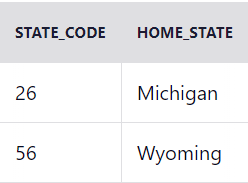 STATE_CODE HOME_STATE
26 Michigan
56 Wyoming